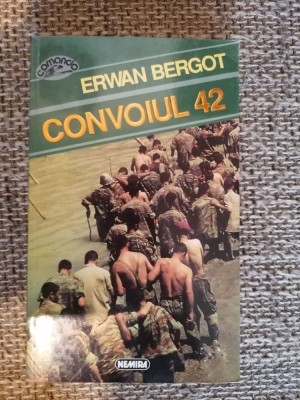 comando
ERWAN BERGOT
CONVOIUL 42
NEMIRA